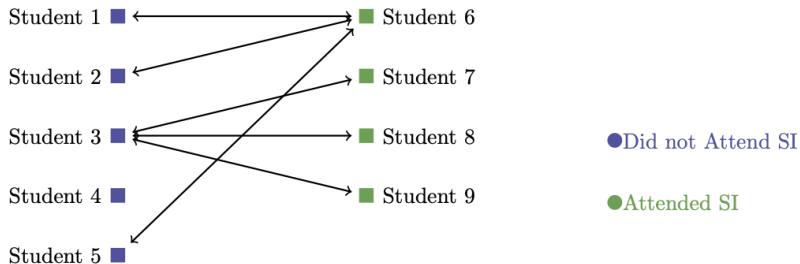 Student 1
Student 2
Student 3
Student 4
Student 5
Student 6
Student 7
Student 8
Student 9
Did not Attend SI
Attended SI